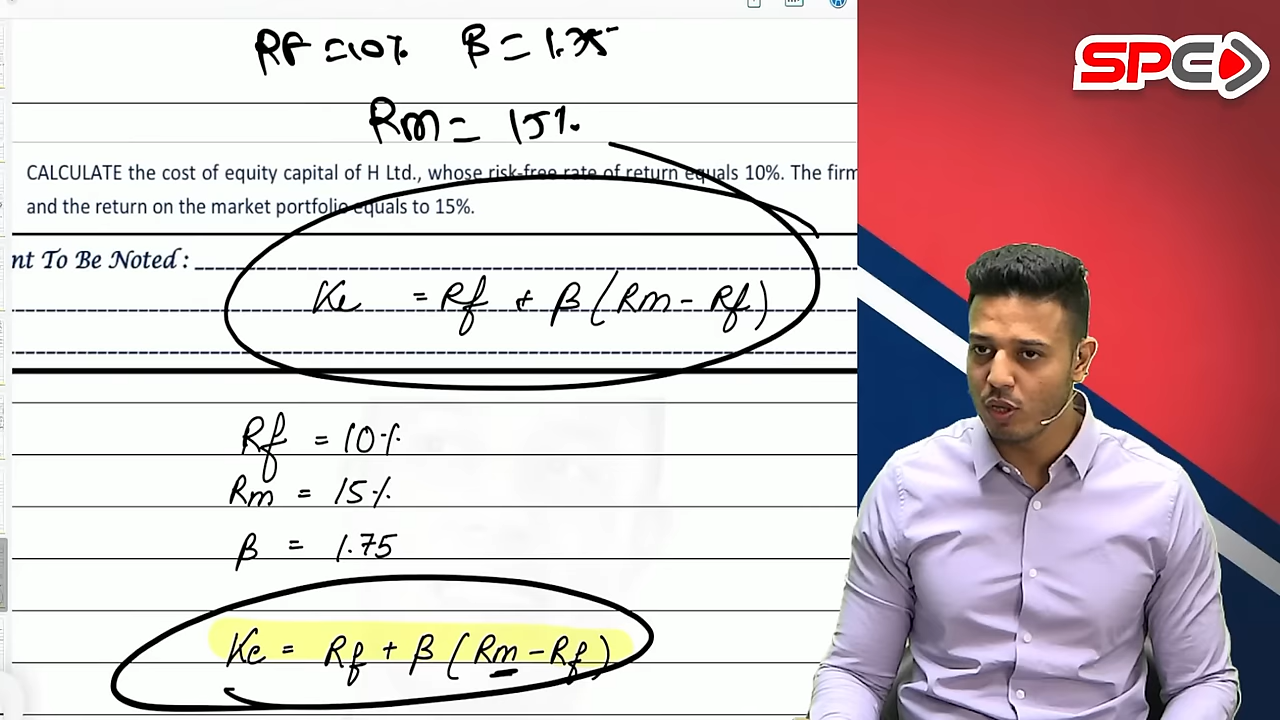 SPC
Rf = 10% β = 1.75
Rm = 15%
CALCULATE the cost of equity capital of H Ltd., whose risk-free rate of return equals 10%. The firm
and the return on the market portfolio equals to 15%.
nt To Be Noted :
Ke = Rf + β (Rm - Rf)
Rf = 10%
Rm = 15%
β = 1.75
Ke = Rf + β (Rm - Rf)